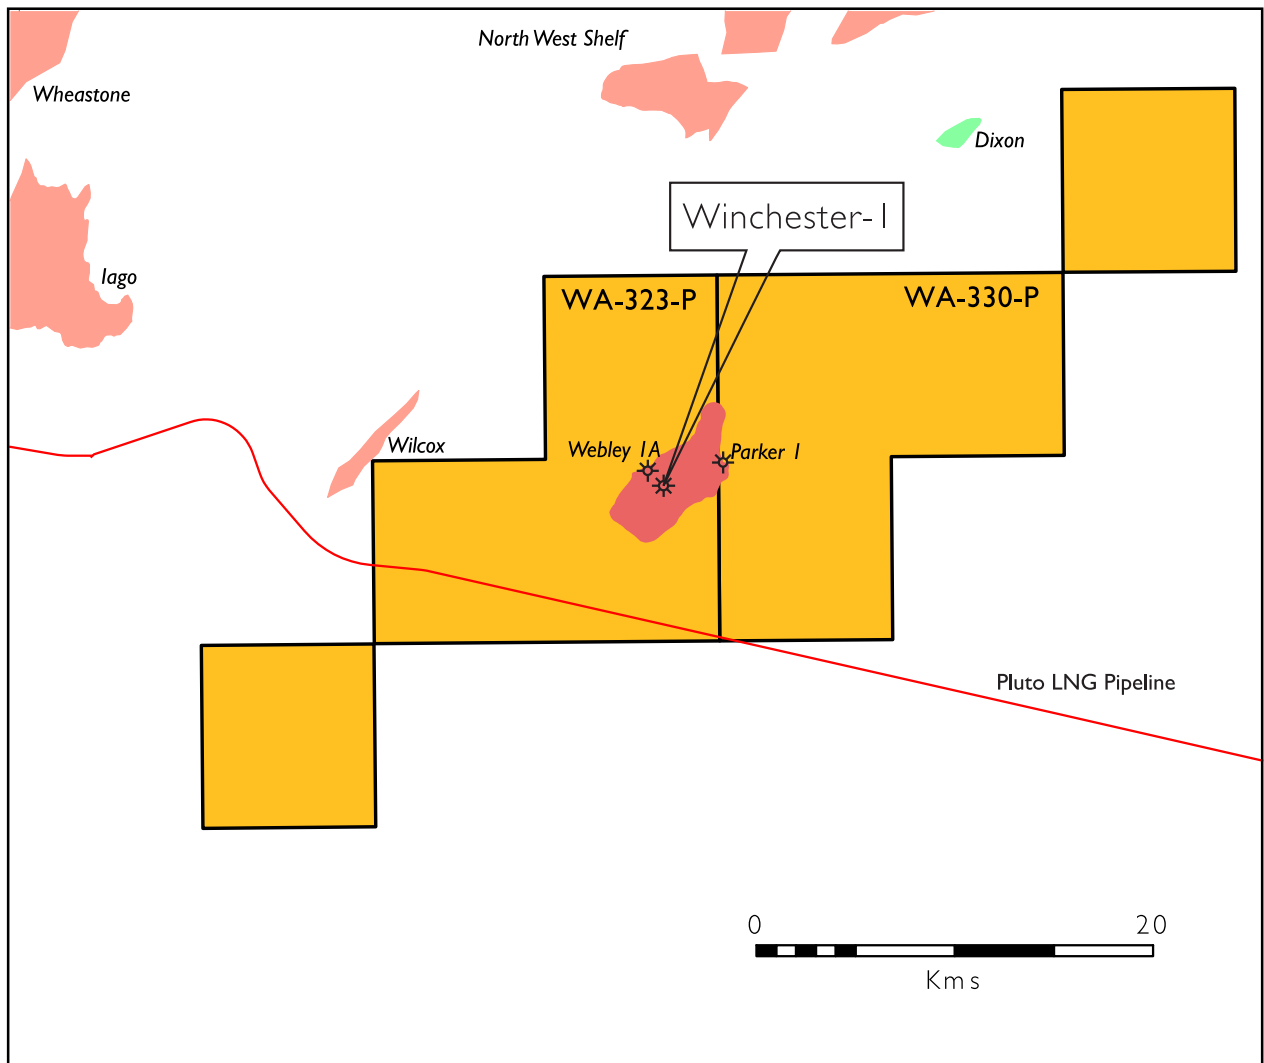 North West Shelf
Wheastone
Dixon
Winchester-1
Iago
WA-323-P
WA-330-P
Wilcox
Webley 1A
Parker 1
Pluto LNG Pipeline
0 20
Kms